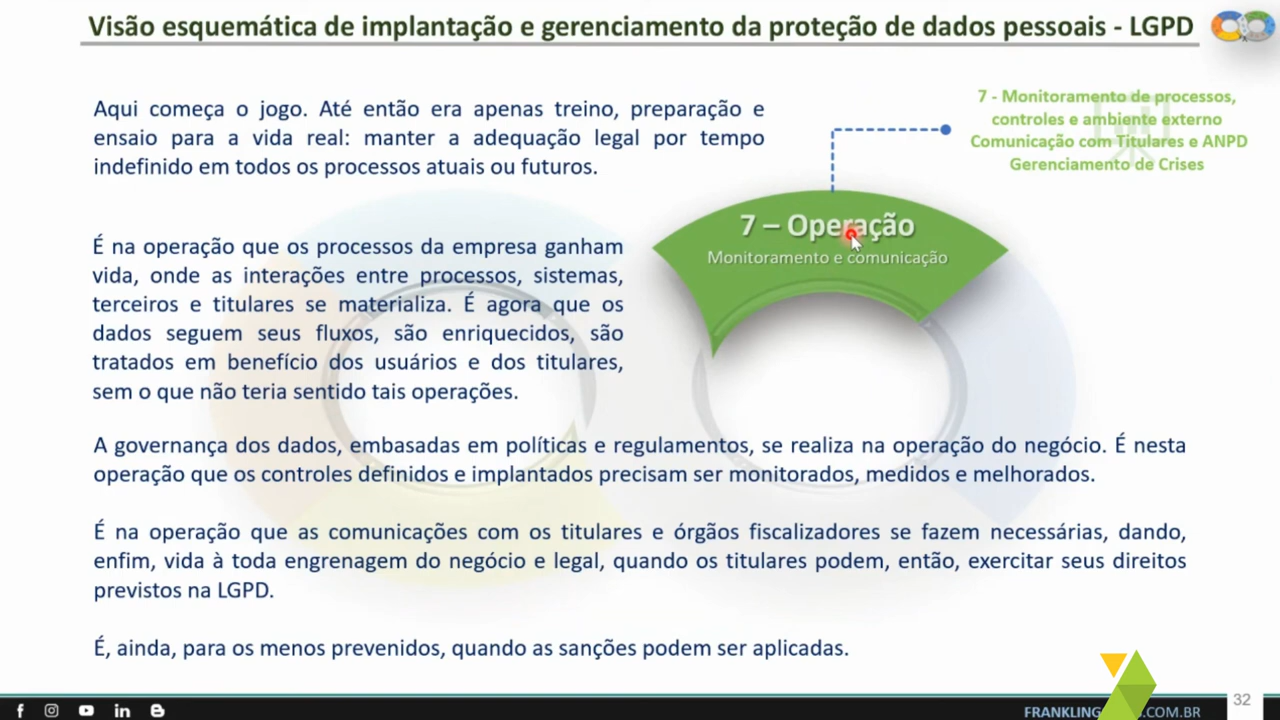 Visão esquemática de implantação e gerenciamento da proteção de dados pessoais - LGPD
Aqui começa o jogo. Até então era apenas treino, preparação e
ensaio para a vida real: manter a adequação legal por tempo
indefinido em todos os processos atuais ou futuros.
7 - Monitoramento de processos,
controles e ambiente externo
Comunicação com Titulares e ANPD
Gerenciamento de Crises
7 – Operação
Monitoramento e comunicação
É na operação que os processos da empresa ganham
vida, onde as interações entre processos, sistemas,
terceiros e titulares se materializa. É agora que os
dados seguem seus fluxos, são enriquecidos, são
tratados em benefício dos usuários e dos titulares,
sem o que não teria sentido tais operações.
A governança dos dados, embasadas em políticas e regulamentos, se realiza na operação do negócio. É nesta
operação que os controles definidos e implantados precisam ser monitorados, medidos e melhorados.
É na operação que as comunicações com os titulares e órgãos fiscalizadores se fazem necessárias, dando,
enfim, vida à toda engrenagem do negócio e legal, quando os titulares podem, então, exercitar seus direitos
previstos na LGPD.
É, ainda, para os menos prevenidos, quando as sanções podem ser aplicadas.
.COM.BR
32